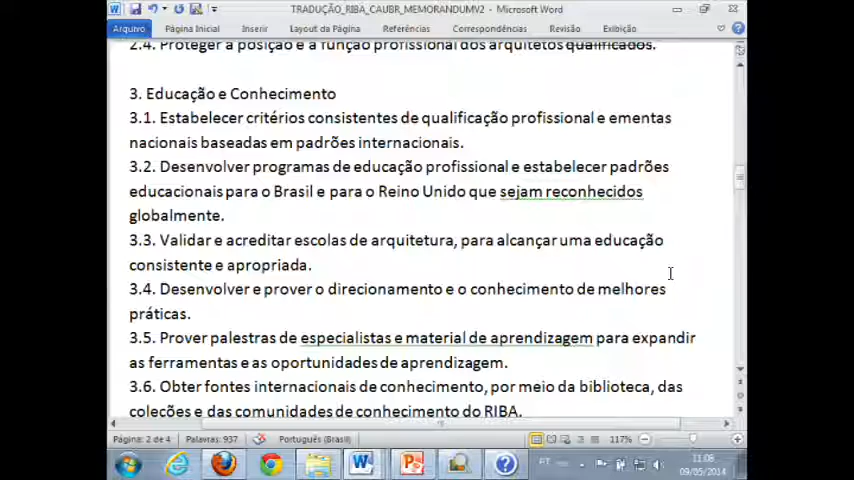 TRADUÇÃO_RIBA_CAUBR_MEMORANDUMV2 - Microsoft Word
Arquivo Página Inicial Inserir Layout da Página Referências Correspondências Revisão Exibição
2.4. Proteger a posição e a função profissional dos arquitetos qualificados.
3. Educação e Conhecimento
3.1. Estabelecer critérios consistentes de qualificação profissional e ementas
nacionais baseadas em padrões internacionais.
3.2. Desenvolver programas de educação profissional e estabelecer padrões
educacionais para o Brasil e para o Reino Unido que sejam reconhecidos
globalmente.
3.3. Validar e acreditar escolas de arquitetura, para alcançar uma educação
consistente e apropriada.
3.4. Desenvolver e prover o direcionamento e o conhecimento de melhores
práticas.
3.5. Prover palestras de especialistas e material de aprendizagem para expandir
as ferramentas e as oportunidades de aprendizagem.
3.6. Obter fontes internacionais de conhecimento, por meio da biblioteca, das
coleções e das comunidades de conhecimento do RIBA.
Página: 2 de 4 Palavras: 937 Português (Brasil) 117%
PT 11:08
09/05/2014